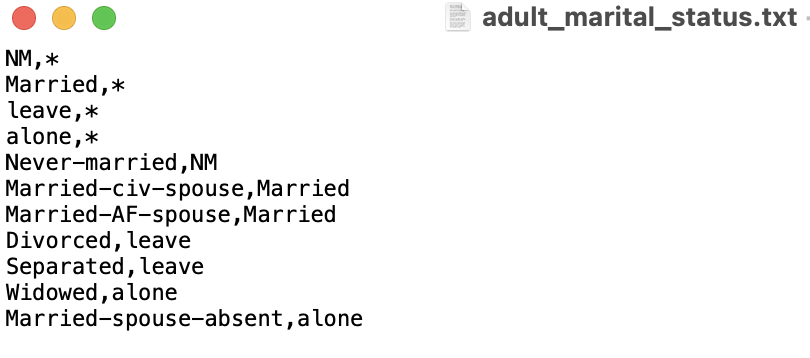 adult_marital_status.txt
NM,*
Married,*
leave,*
alone,*
Never-married,NM
Married-civ-spouse,Married
Married-AF-spouse,Married
Divorced,leave
Separated,leave
Widowed,alone
Married-spouse-absent,alone